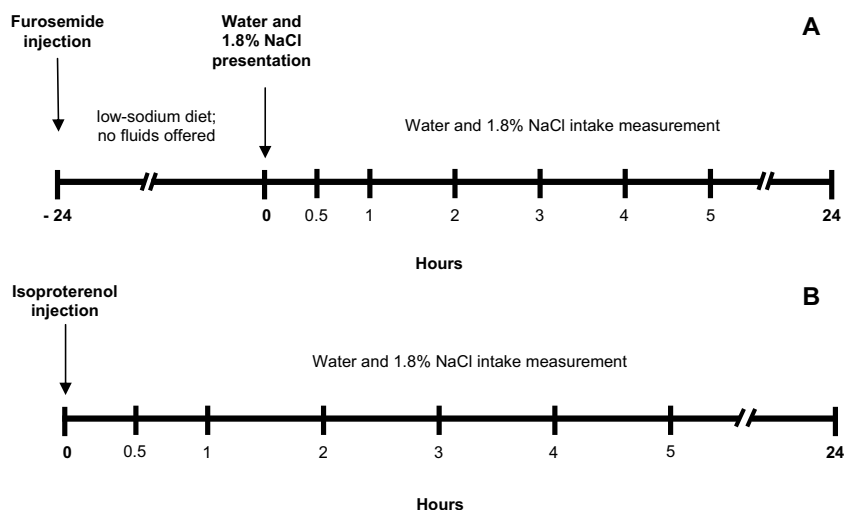 Furosemide
injection
Water and
1.8% NaCl
presentation
A
low-sodium diet;
no fluids offered
Water and 1.8% NaCl intake measurement
- 24
0
0.5
1
2
3
4
5
24
Hours
Isoproterenol
injection
B
Water and 1.8% NaCl intake measurement
0
0.5
1
2
3
4
5
24
Hours